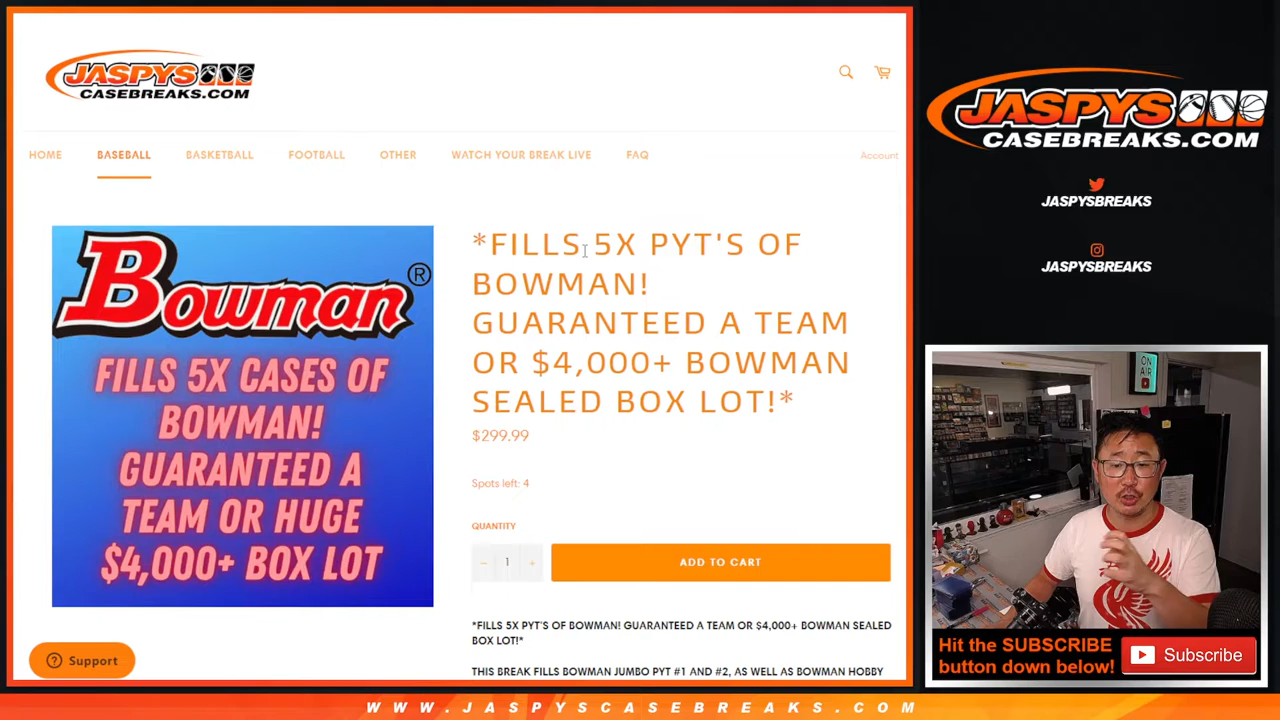 JASPYS
CASEBREAKS.COM
HOME BASEBALL BASKETBALL FOOTBALL OTHER WATCH YOUR BREAK LIVE FAQ Account
Bowman®
FILLS 5X CASES OF
BOWMAN!
GUARANTEED A
TEAM OR HUGE
$4,000+ BOX LOT
*FILLS 5X PYT'S OF
BOWMAN!
GUARANTEED A TEAM
OR $4,000+ BOWMAN
SEALED BOX LOT!*
$299.99
Spots left: 4
QUANTITY
− 1 + ADD TO CART
*FILLS 5X PYT'S OF BOWMAN! GUARANTEED A TEAM OR $4,000+ BOWMAN SEALED
BOX LOT!*
THIS BREAK FILLS BOWMAN JUMBO PYT #1 AND #2, AS WELL AS BOWMAN HOBBY
Support
JASPYS
CASEBREAKS.COM
JASPYSBREAKS
JASPYSBREAKS
ON
AIR
Hit the SUBSCRIBE
button down below!
Subscribe
WWW.JASPYSCASEBREAKS.COM